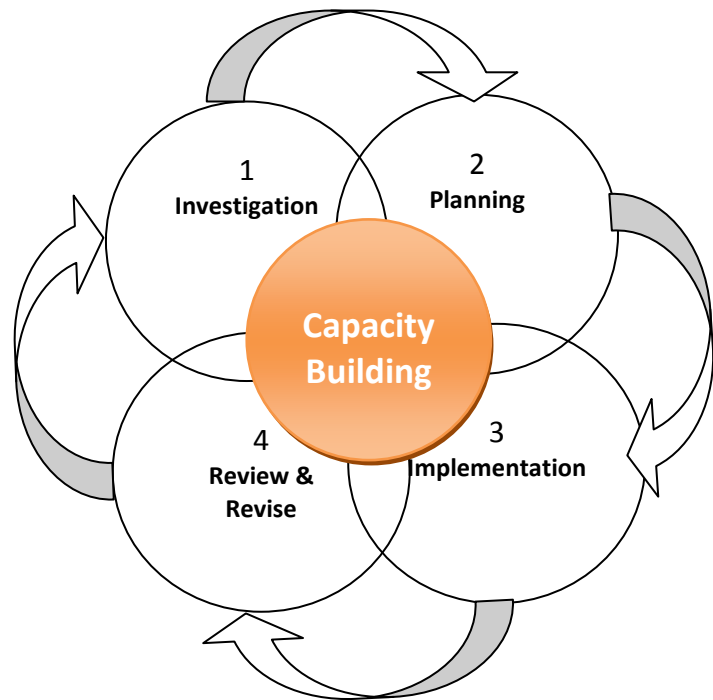 1
Investigation
2
Planning
Capacity
Building
3
Implementation
4
Review &
Revise